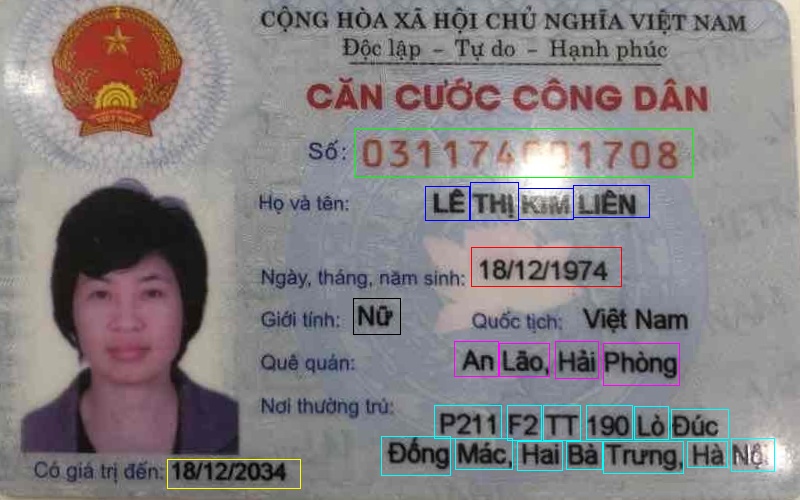 CỘNG HÒA XÃ HỘI CHỦ NGHĨA VIỆT NAM
Độc lập - Tự do - Hạnh phúc
CĂN CƯỚC CÔNG DÂN
Số:
Họ và tên: LÊ THỊ KIM LIÊN
Ngày, tháng, năm sinh: 18/12/1974
Giới tính: Nữ Quốc tịch: Việt Nam
Quê quán: An Lão, Hải Phòng
Nơi thường trú: P211 F2 TT 190 Lò Đúc
Đống Mác, Hai Bà Trưng, Hà Nội
Có giá trị đến: 18/12/2034